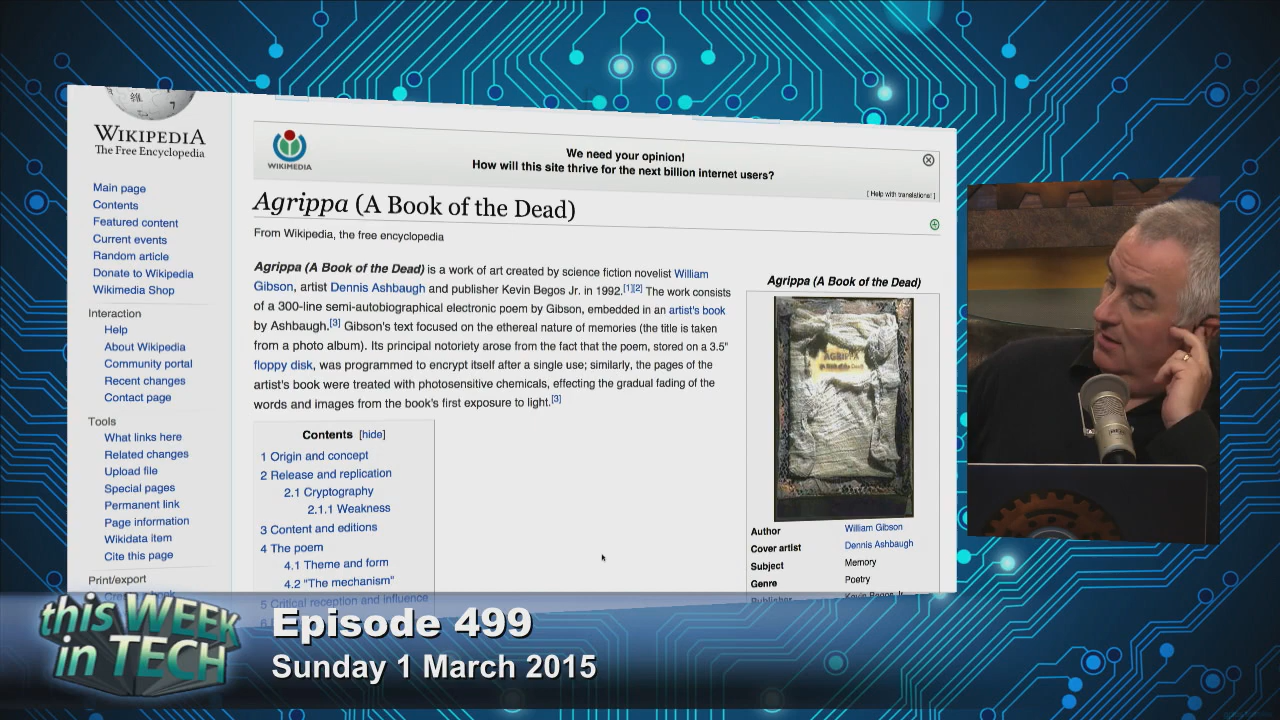 WIKIPEDIA
The Free Encyclopedia
Main page
Contents
Featured content
Current events
Random article
Donate to Wikipedia
Wikimedia Shop
Interaction
Help
About Wikipedia
Community portal
Recent changes
Contact page
Tools
What links here
Related changes
Upload file
Special pages
Permanent link
Page information
Wikidata item
Cite this page
Print/export
WIKIMEDIA
We need your opinion!
How will this site thrive for the next billion internet users?
[ Help with translations! ]
Agrippa (A Book of the Dead)
From Wikipedia, the free encyclopedia
Agrippa (A Book of the Dead) is a work of art created by science fiction novelist William
Gibson, artist Dennis Ashbaugh and publisher Kevin Begos Jr. in 1992.[1][2] The work consists
of a 300-line semi-autobiographical electronic poem by Gibson, embedded in an artist's book
by Ashbaugh.[3] Gibson's text focused on the ethereal nature of memories (the title is taken
from a photo album). Its principal notoriety arose from the fact that the poem, stored on a 3.5"
floppy disk, was programmed to encrypt itself after a single use; similarly, the pages of the
artist's book were treated with photosensitive chemicals, effecting the gradual fading of the
words and images from the book's first exposure to light.[3]
Contents [hide]
1 Origin and concept
2 Release and replication
2.1 Cryptography
2.1.1 Weakness
3 Content and editions
4 The poem
4.1 Theme and form
4.2 "The mechanism"
5 Critical reception and influence
Agrippa (A Book of the Dead)
AGRIPPA
Author William Gibson
Cover artist Dennis Ashbaugh
Subject Memory
Genre Poetry
Publisher Kevin Begos Jr.
this WEEK
in TECH
Episode 499
Sunday 1 March 2015